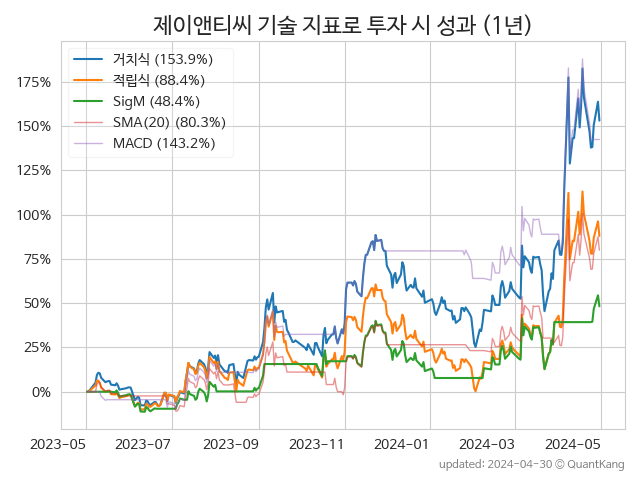 제이앤티씨 기술 지표로 투자 시 성과 (1년)
거치식 (153.9%)
적립식 (88.4%)
SigM (48.4%)
SMA(20) (80.3%)
MACD (143.2%)
175%
150%
125%
100%
75%
50%
25%
0%
2023-05 2023-07 2023-09 2023-11 2024-01 2024-03 2024-05
updated: 2024-04-30 © QuantKang